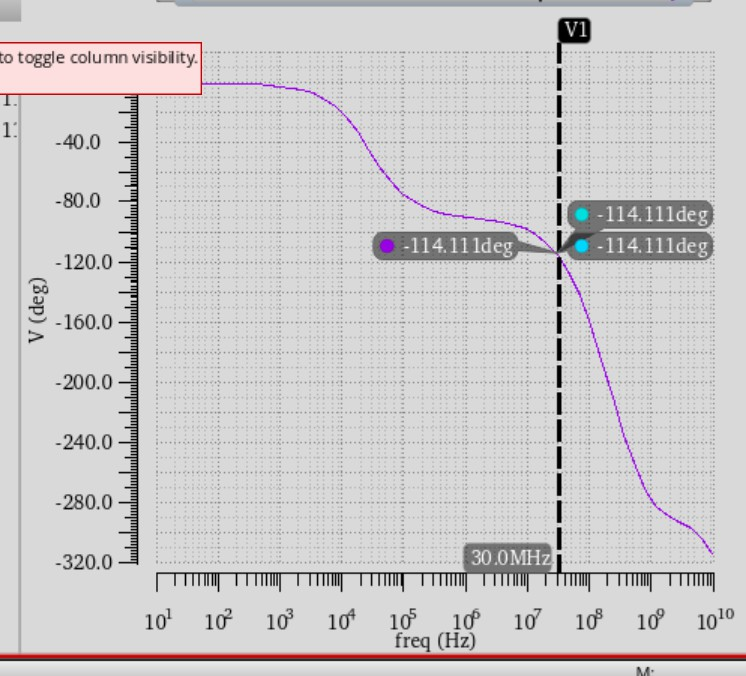 V1
to toggle column visibility.
-40.0
-80.0
-114.111deg
-114.111deg
-114.111deg
-120.0
V (deg)
-160.0
-200.0
-240.0
-280.0
30.0MHz
-320.0
10¹ 10² 10³ 10⁴ 10⁵ 10⁶ 10⁷ 10⁸ 10⁹ 10¹⁰
freq (Hz)